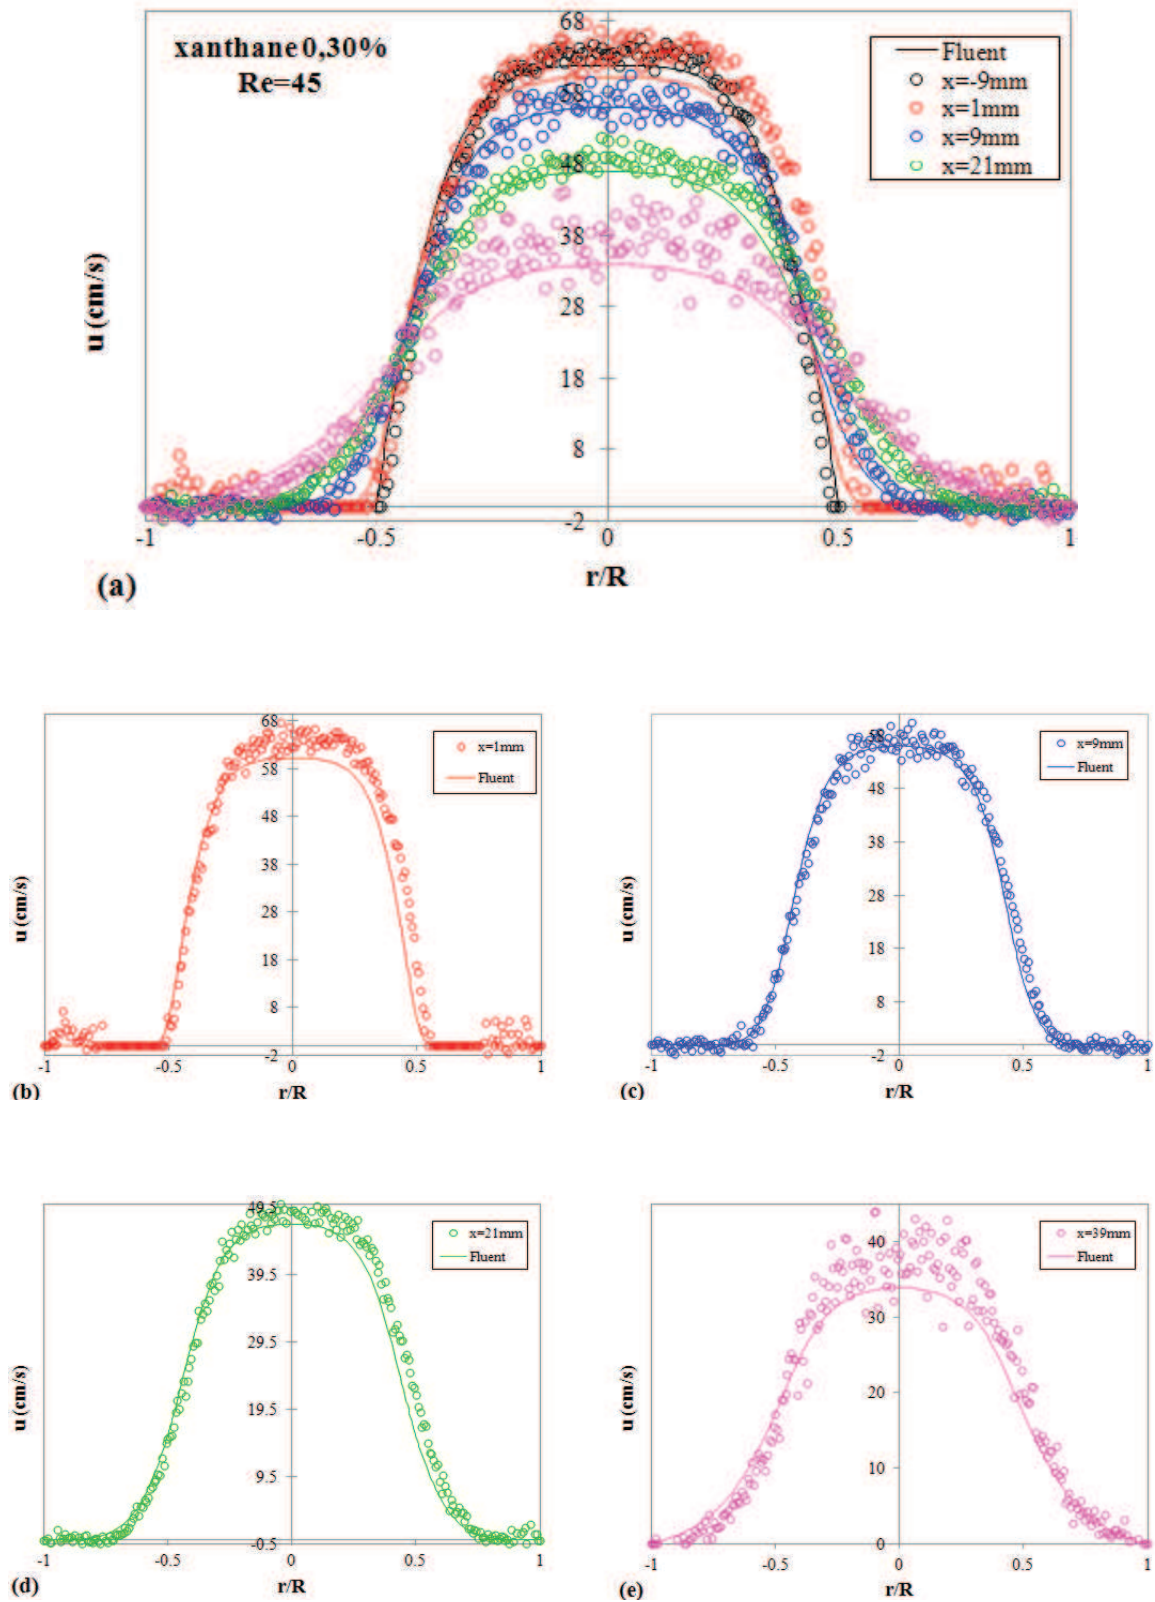 xanthane 0,30%
Re=45
Fluent
x=-9mm
x=1mm
x=9mm
x=21mm
u (cm/s)
68
58
48
38
28
18
8
-2
-1
-0.5
0
0.5
1
r/R
(a)
x=1mm
Fluent
u (cm/s)
68
58
48
38
28
18
8
-2
-1
-0.5
0
0.5
1
r/R
(b)
x=9mm
Fluent
u (cm/s)
58
48
38
28
18
8
-2
-1
-0.5
0
0.5
1
r/R
(c)
x=21mm
Fluent
u (cm/s)
49.5
39.5
29.5
19.5
9.5
-0.5
-1
-0.5
0
0.5
1
r/R
(d)
x=39mm
Fluent
u (cm/s)
40
30
20
10
0
-1
-0.5
0
0.5
1
r/R
(e)